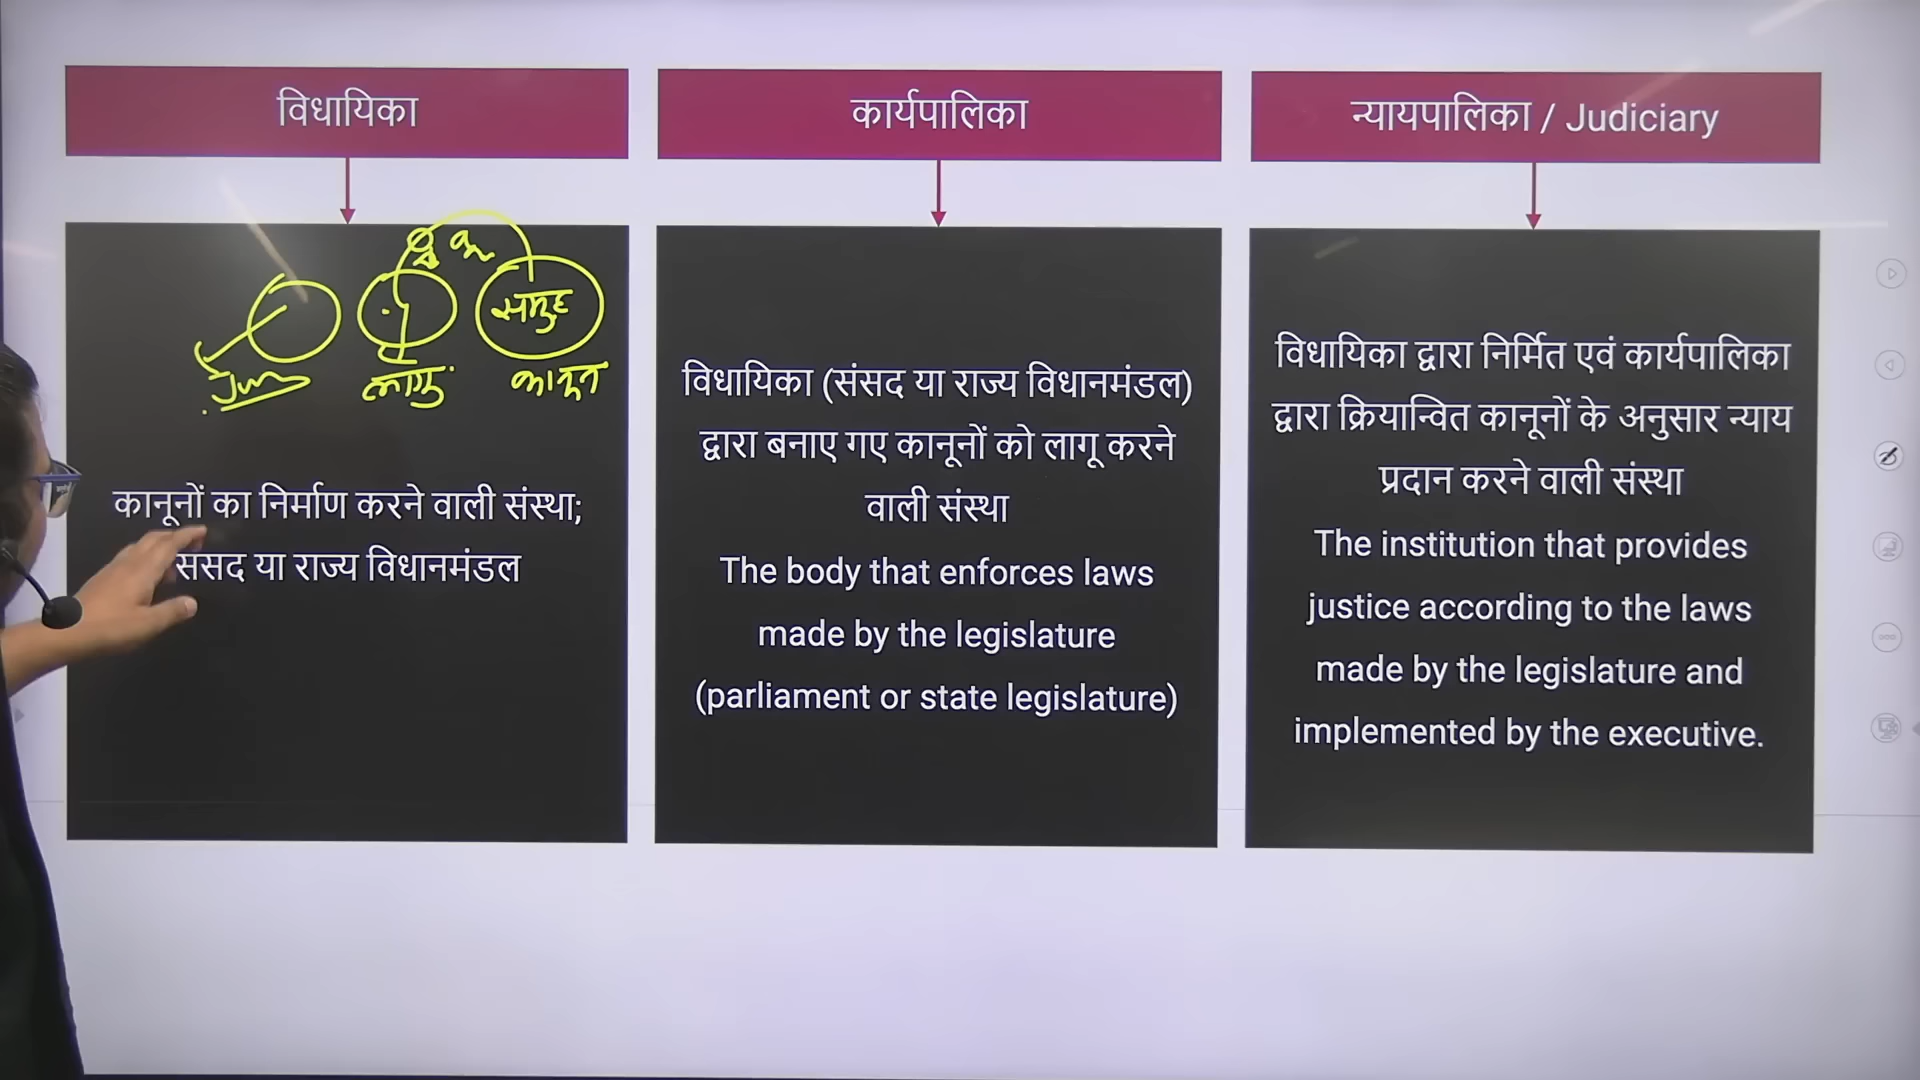 विधायिका
कानूनों का निर्माण करने वाली संस्था;
संसद या राज्य विधानमंडल
समूह
लागु
कानून
कार्यपालिका
विधायिका (संसद या राज्य विधानमंडल)
द्वारा बनाए गए कानूनों को लागू करने
वाली संस्था
The body that enforces laws
made by the legislature
(parliament or state legislature)
न्यायपालिका / Judiciary
विधायिका द्वारा निर्मित एवं कार्यपालिका
द्वारा क्रियान्वित कानूनों के अनुसार न्याय
प्रदान करने वाली संस्था
The institution that provides
justice according to the laws
made by the legislature and
implemented by the executive.